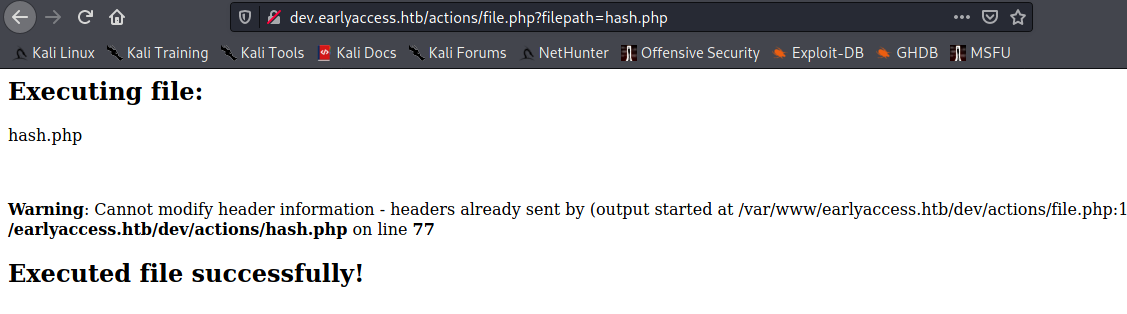 dev.earlyaccess.htb/actions/file.php?filepath=hash.php
Kali Linux Kali Training Kali Tools Kali Docs Kali Forums NetHunter Offensive Security Exploit-DB GHDB MSFU
Executing file:
hash.php
Warning: Cannot modify header information - headers already sent by (output started at /var/www/earlyaccess.htb/dev/actions/file.php:1
/earlyaccess.htb/dev/actions/hash.php on line 77
Executed file successfully!